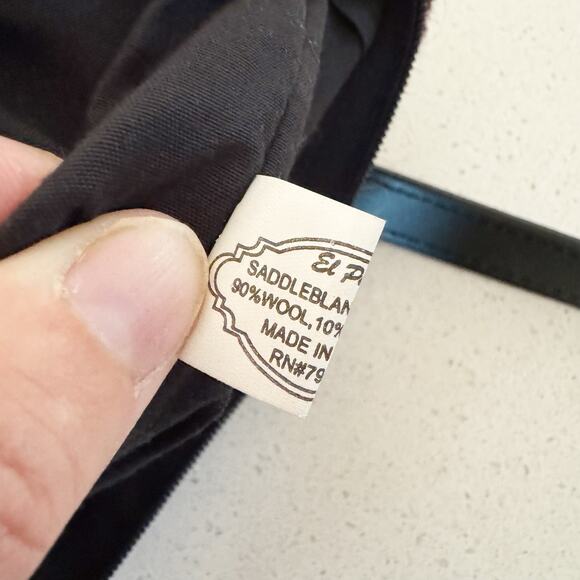 El P
SADDLEBLAN
90%WOOL,10%
MADE IN
RN#79